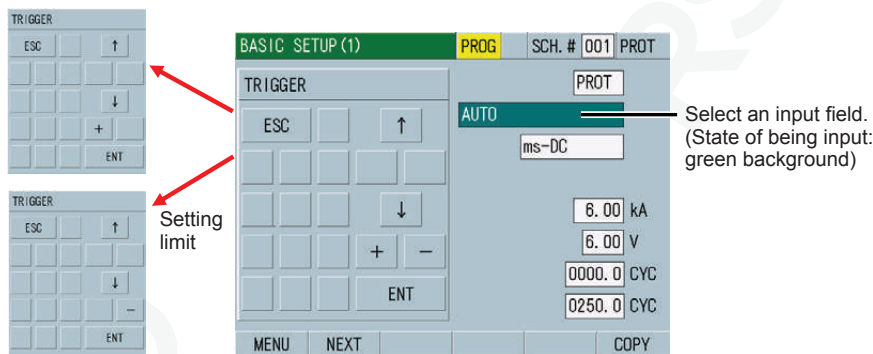 TRIGGER
ESC ↑
↓
+
ENT
TRIGGER
ESC ↑
↓
−
ENT
Setting
limit
BASIC SETUP(1) PROG SCH. # 001 PROT
TRIGGER
ESC ↑
↓
+ −
ENT
PROT
AUTO
ms-DC
6.00 kA
6.00 V
0000.0 CYC
0250.0 CYC
MENU NEXT COPY
Select an input field.
(State of being input:
green background)